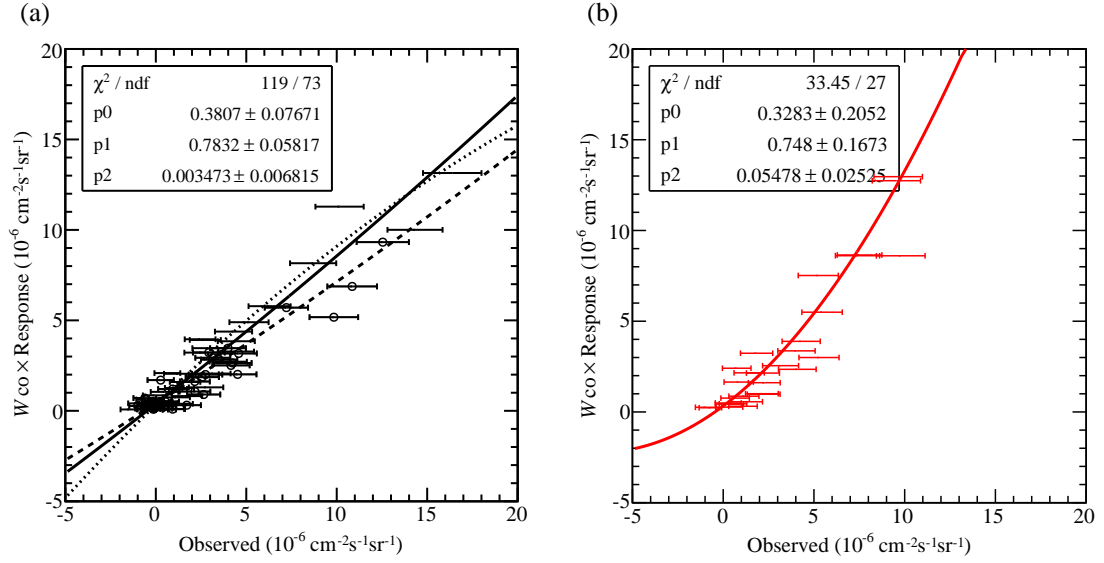 (a)
(b)
χ² / ndf 119 / 73
p0 0.3807 ± 0.07671
p1 0.7832 ± 0.05817
p2 0.003473 ± 0.006815
χ² / ndf 33.45 / 27
p0 0.3283 ± 0.2052
p1 0.748 ± 0.1673
p2 0.05478 ± 0.02525
Wco × Response (10⁻⁶ cm⁻²s⁻¹sr⁻¹)
20
15
10
5
0
-5
-5 0 5 10 15 20
Observed (10⁻⁶ cm⁻²s⁻¹sr⁻¹)
Wco × Response (10⁻⁶ cm⁻²s⁻¹sr⁻¹)
20
15
10
5
0
-5
-5 0 5 10 15 20
Observed (10⁻⁶ cm⁻²s⁻¹sr⁻¹)